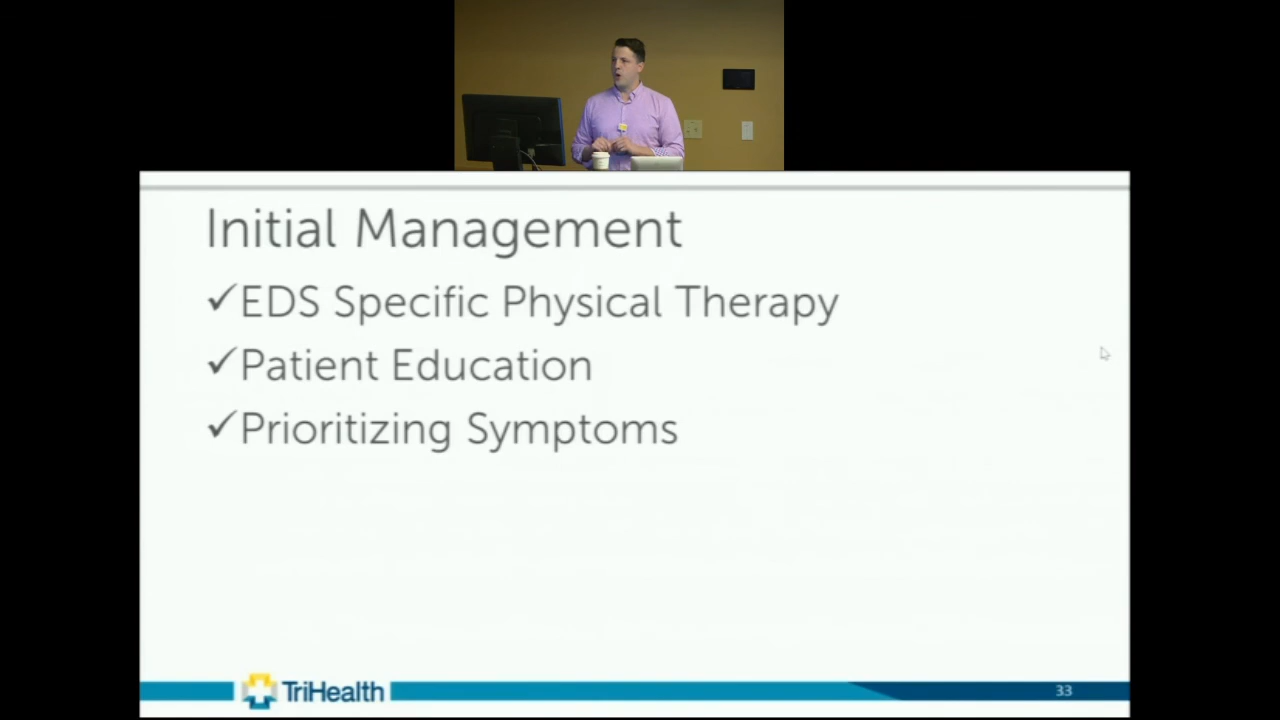 Initial Management
✓EDS Specific Physical Therapy
✓Patient Education
✓Prioritizing Symptoms
TriHealth
33